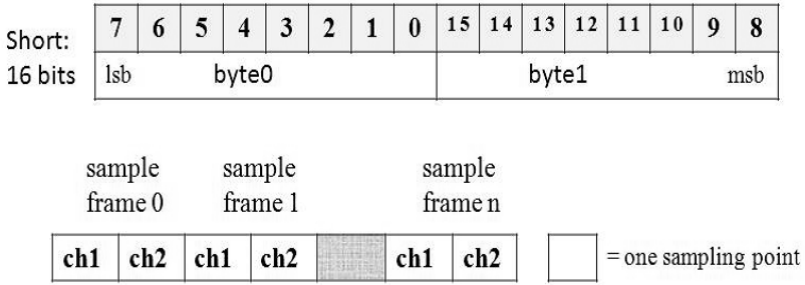 Short: 7 6 5 4 3 2 1 0 15 14 13 12 11 10 9 8
16 bits lsb byte0 byte1 msb
sample sample sample
frame 0 frame 1 frame n
ch1 ch2 ch1 ch2 ch1 ch2 = one sampling point